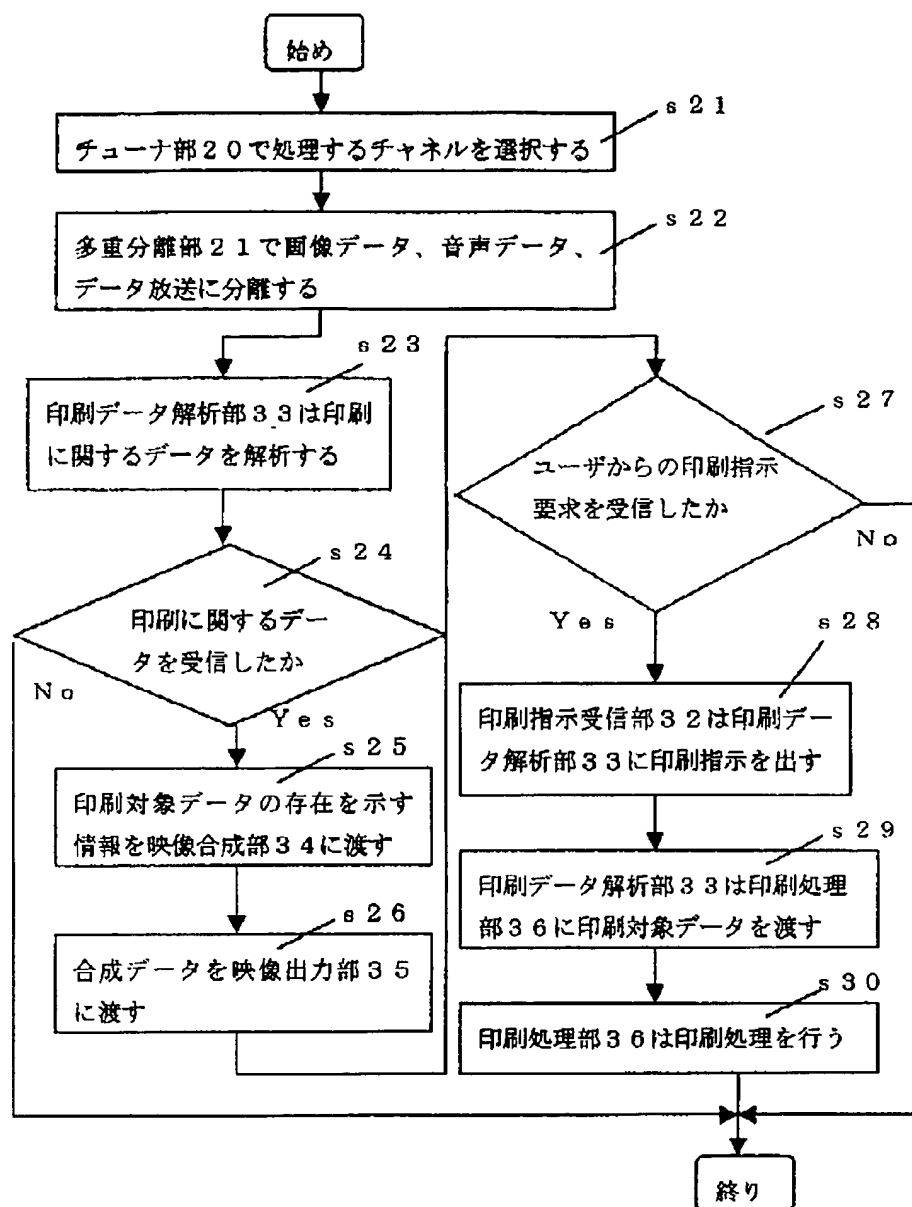 始め
s21
チューナ部20で処理するチャネルを選択する
s22
多重分離部21で画像データ、音声データ、
データ放送に分離する
s23
印刷データ解析部33は印刷
に関するデータを解析する
s24
印刷に関するデー
タを受信したか
No
Yes
s25
印刷対象データの存在を示す
情報を映像合成部34に渡す
s26
合成データを映像出力部35
に渡す
s27
ユーザからの印刷指示
要求を受信したか
No
Yes
s28
印刷指示受信部32は印刷デー
タ解析部33に印刷指示を出す
s29
印刷データ解析部33は印刷処理
部36に印刷対象データを渡す
s30
印刷処理部36は印刷処理を行う
終り